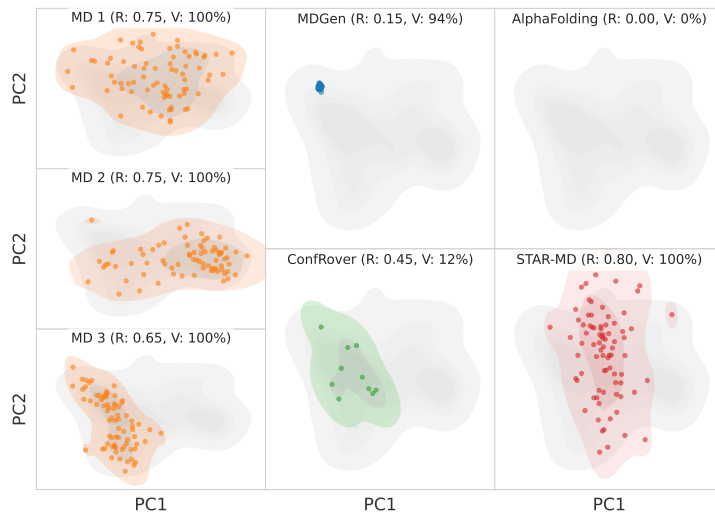 MD 1 (R: 0.75, V: 100%)
PC2
MD 2 (R: 0.75, V: 100%)
PC2
MD 3 (R: 0.65, V: 100%)
PC2
PC1
MDGen (R: 0.15, V: 94%)
AlphaFolding (R: 0.00, V: 0%)
ConfRover (R: 0.45, V: 12%)
STAR-MD (R: 0.80, V: 100%)
PC1
PC1